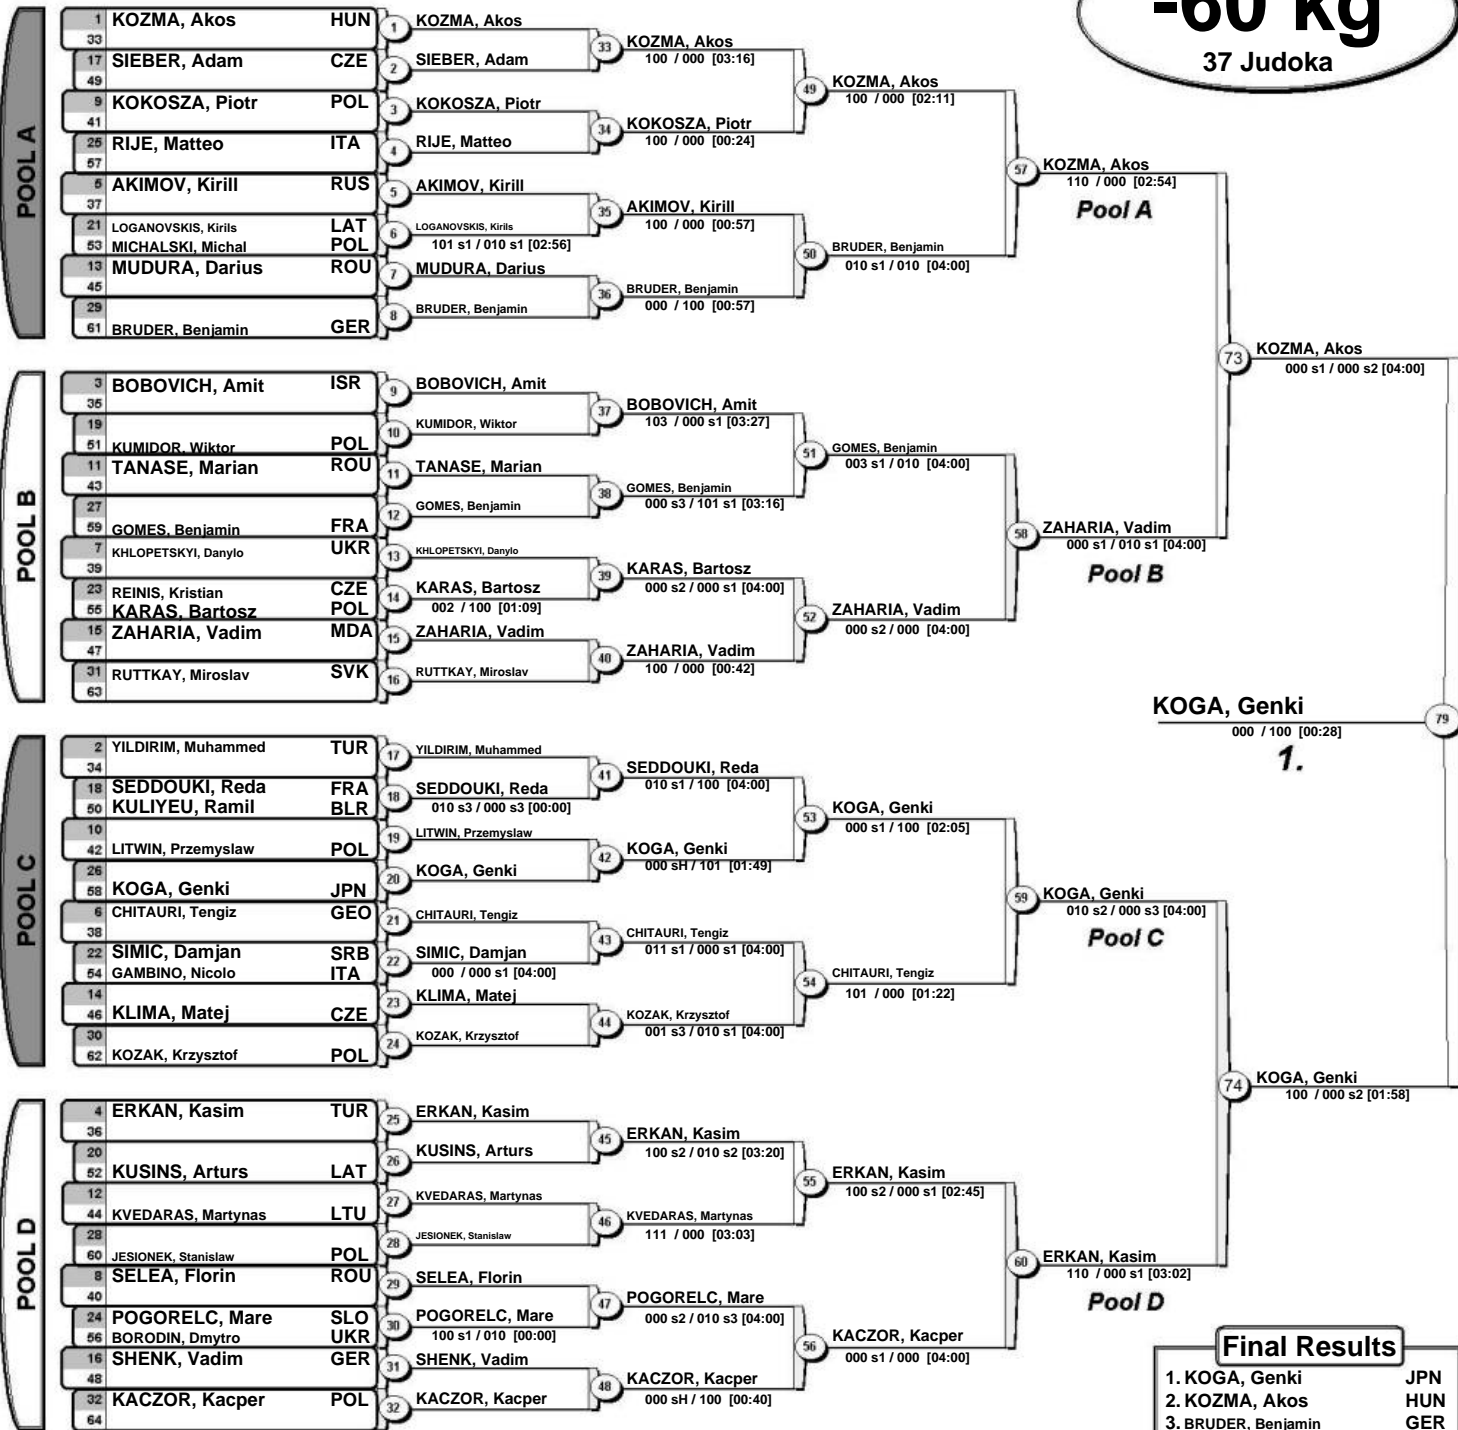 -60 kg
37 Judoka
POOL A
1 KOZMA, Akos HUN
33
17 SIEBER, Adam CZE
49
9 KOKOSZA, Piotr POL
41
25 RIJE, Matteo ITA
57
5 AKIMOV, Kirill RUS
37
21 LOGANOVSKIS, Kirils LAT
53 MICHALSKI, Michal POL
13 MUDURA, Darius ROU
45
29
61 BRUDER, Benjamin GER
1 KOZMA, Akos
2 SIEBER, Adam
3 KOKOSZA, Piotr
4 RIJE, Matteo
5 AKIMOV, Kirill
6 LOGANOVSKIS, Kirils
101 s1 / 010 s1 [02:56]
7 MUDURA, Darius
8 BRUDER, Benjamin
33 KOZMA, Akos
100 / 000 [03:16]
34 KOKOSZA, Piotr
100 / 000 [00:24]
35 AKIMOV, Kirill
100 / 000 [00:57]
36 BRUDER, Benjamin
000 / 100 [00:57]
49 KOZMA, Akos
100 / 000 [02:11]
50 BRUDER, Benjamin
010 s1 / 010 [04:00]
57 KOZMA, Akos
110 / 000 [02:54]
Pool A
POOL B
3 BOBOVICH, Amit ISR
35
19
51 KUMIDOR, Wiktor POL
11 TANASE, Marian ROU
43
27
59 GOMES, Benjamin FRA
7 KHLOPETSKYI, Danylo UKR
39
23 REINIS, Kristian CZE
55 KARAS, Bartosz POL
15 ZAHARIA, Vadim MDA
47
31 RUTTKAY, Miroslav SVK
63
9 BOBOVICH, Amit
10 KUMIDOR, Wiktor
11 TANASE, Marian
12 GOMES, Benjamin
13 KHLOPETSKYI, Danylo
14 KARAS, Bartosz
002 / 100 [01:09]
15 ZAHARIA, Vadim
16 RUTTKAY, Miroslav
37 BOBOVICH, Amit
103 / 000 s1 [03:27]
38 GOMES, Benjamin
000 s3 / 101 s1 [03:16]
39 KARAS, Bartosz
000 s2 / 000 s1 [04:00]
40 ZAHARIA, Vadim
100 / 000 [00:42]
51 GOMES, Benjamin
003 s1 / 010 [04:00]
52 ZAHARIA, Vadim
000 s2 / 000 [04:00]
58 ZAHARIA, Vadim
000 s1 / 010 s1 [04:00]
Pool B
73 KOZMA, Akos
000 s1 / 000 s2 [04:00]
KOGA, Genki
79
000 / 100 [00:28]
1.
POOL C
2 YILDIRIM, Muhammed TUR
34
18 SEDDOUKI, Reda FRA
50 KULIYEU, Ramil BLR
10
42 LITWIN, Przemyslaw POL
26
58 KOGA, Genki JPN
6 CHITAURI, Tengiz GEO
38
22 SIMIC, Damjan SRB
54 GAMBINO, Nicolo ITA
14
46 KLIMA, Matej CZE
30
62 KOZAK, Krzysztof POL
17 YILDIRIM, Muhammed
18 SEDDOUKI, Reda
010 s3 / 000 s3 [00:00]
19 LITWIN, Przemyslaw
20 KOGA, Genki
21 CHITAURI, Tengiz
22 SIMIC, Damjan
000 / 000 s1 [04:00]
23 KLIMA, Matej
24 KOZAK, Krzysztof
41 SEDDOUKI, Reda
010 s1 / 100 [04:00]
42 KOGA, Genki
000 sH / 101 [01:49]
43 CHITAURI, Tengiz
011 s1 / 000 s1 [04:00]
44 KOZAK, Krzysztof
001 s3 / 010 s1 [04:00]
53 KOGA, Genki
000 s1 / 100 [02:05]
54 CHITAURI, Tengiz
101 / 000 [01:22]
59 KOGA, Genki
010 s2 / 000 s3 [04:00]
Pool C
74 KOGA, Genki
100 / 000 s2 [01:58]
POOL D
4 ERKAN, Kasim TUR
36
20
52 KUSINS, Arturs LAT
12
44 KVEDARAS, Martynas LTU
28
60 JESIONEK, Stanislaw POL
8 SELEA, Florin ROU
40
24 POGORELC, Mare SLO
56 BORODIN, Dmytro UKR
16 SHENK, Vadim GER
48
32 KACZOR, Kacper POL
64
25 ERKAN, Kasim
26 KUSINS, Arturs
27 KVEDARAS, Martynas
28 JESIONEK, Stanislaw
29 SELEA, Florin
30 POGORELC, Mare
100 s1 / 010 [00:00]
31 SHENK, Vadim
32 KACZOR, Kacper
45 ERKAN, Kasim
100 s2 / 010 s2 [03:20]
46 KVEDARAS, Martynas
111 / 000 [03:03]
47 POGORELC, Mare
000 s2 / 010 s3 [04:00]
48 KACZOR, Kacper
000 sH / 100 [00:40]
55 ERKAN, Kasim
100 s2 / 000 s1 [02:45]
56 KACZOR, Kacper
000 s1 / 000 [04:00]
60 ERKAN, Kasim
110 / 000 s1 [03:02]
Pool D
Final Results
1. KOGA, Genki JPN
2. KOZMA, Akos HUN
3. BRUDER, Benjamin GER